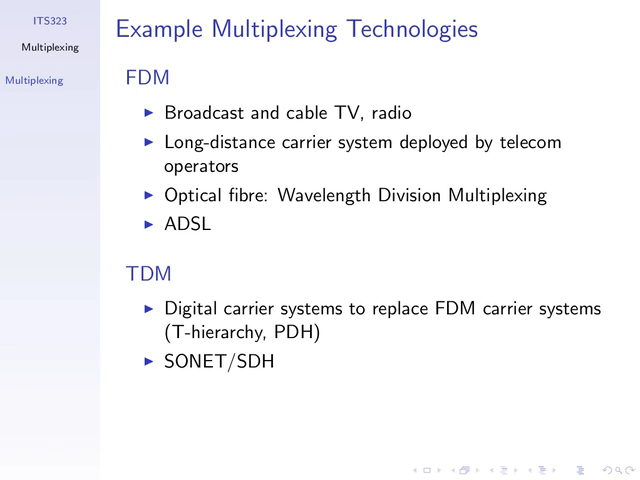 ITS323
Multiplexing
Multiplexing
Example Multiplexing Technologies
FDM
Broadcast and cable TV, radio
Long-distance carrier system deployed by telecom
operators
Optical fibre: Wavelength Division Multiplexing
ADSL
TDM
Digital carrier systems to replace FDM carrier systems
(T-hierarchy, PDH)
SONET/SDH